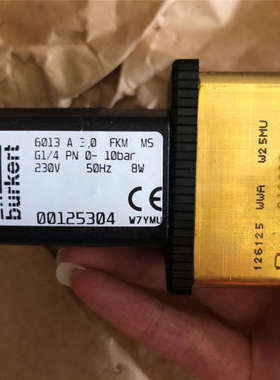 burkert
6013 A 3,0 FKM MS
G1/4 PN 0- 10bar
230V 50Hz 8W
CE
00125304
W7YMU
126125 WWA W25MU